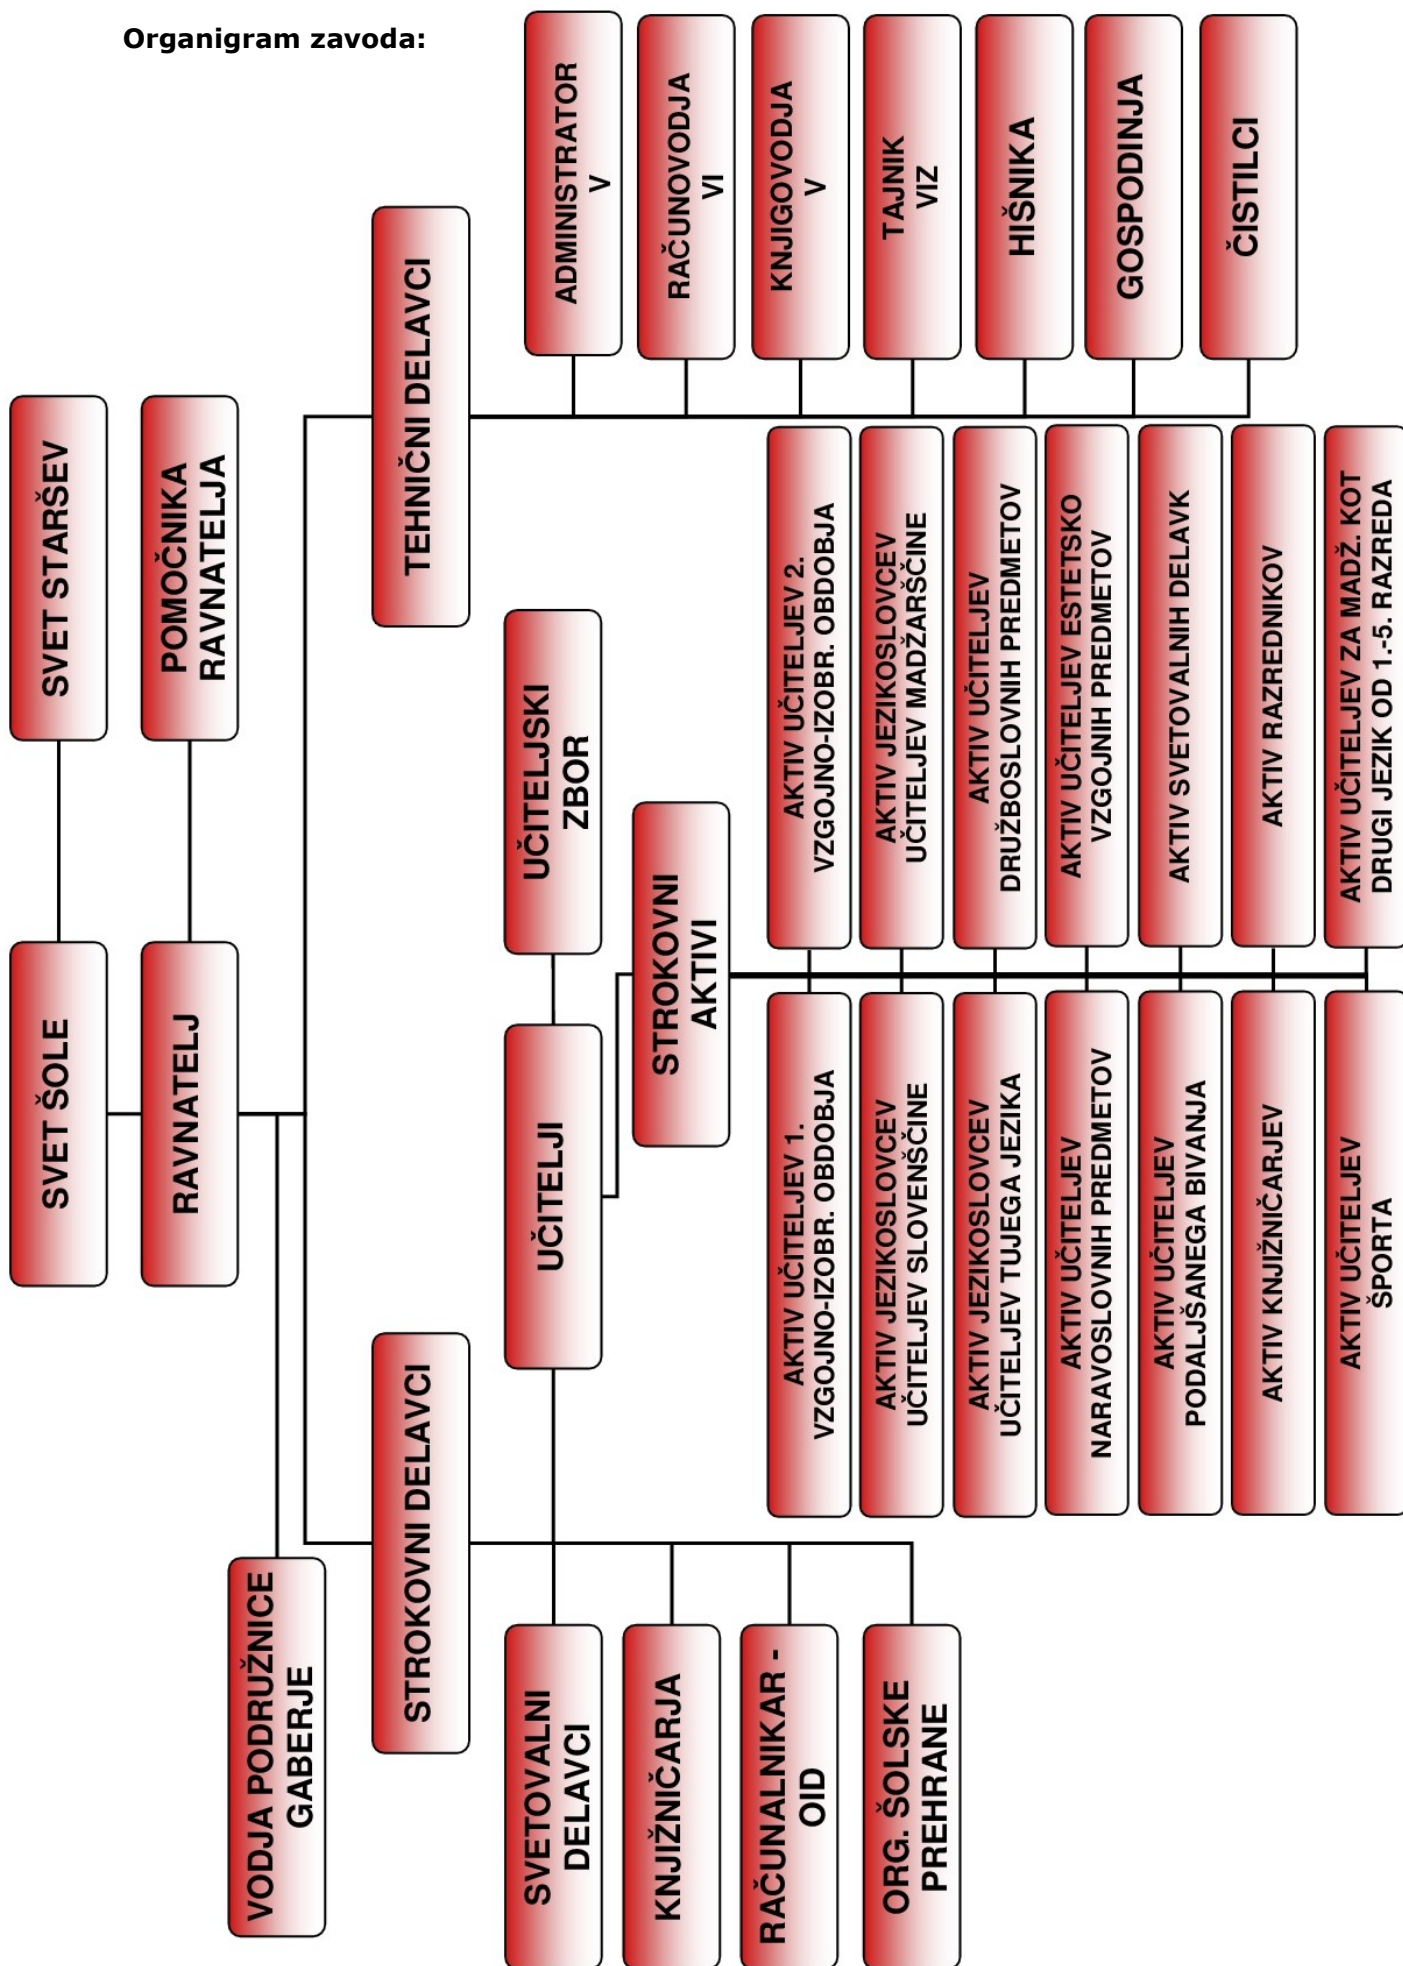 Organigram zavoda:
SVET ŠOLE
SVET STARŠEV
RAVNATELJ
POMOČNIKA
RAVNATELJA
VODJA PODRUŽNICE
GABERJE
STROKOVNI DELAVCI
TEHNIČNI DELAVCI
SVETOVALNI
DELAVCI
KNJIŽNIČARJA
RAČUNALNIKAR -
OID
ORG. ŠOLSKE
PREHRANE
UČITELJI
UČITELJSKI
ZBOR
STROKOVNI
AKTIVI
AKTIV UČITELJEV 1.
VZGOJNO-IZOBR. OBDOBJA
AKTIV UČITELJEV 2.
VZGOJNO-IZOBR. OBDOBJA
AKTIV JEZIKOSLOVCEV
UČITELJEV SLOVENŠČINE
AKTIV JEZIKOSLOVCEV
UČITELJEV MADŽARŠČINE
AKTIV JEZIKOSLOVCEV
UČITELJEV TUJEGA JEZIKA
AKTIV UČITELJEV
DRUŽBOSLOVNIH PREDMETOV
AKTIV UČITELJEV
NARAVOSLOVNIH PREDMETOV
AKTIV UČITELJEV ESTETSKO
VZGOJNIH PREDMETOV
AKTIV UČITELJEV
PODALJŠANEGA BIVANJA
AKTIV SVETOVALNIH DELAVK
AKTIV KNJIŽNIČARJEV
AKTIV RAZREDNIKOV
AKTIV UČITELJEV
ŠPORTA
AKTIV UČITELJEV ZA MADŽ. KOT
DRUGI JEZIK OD 1.-5. RAZREDA
ADMINISTRATOR
V
RAČUNOVODJA
VI
KNJIGOVODJA
V
TAJNIK
VIZ
HIŠNIKA
GOSPODINJA
ČISTILCI